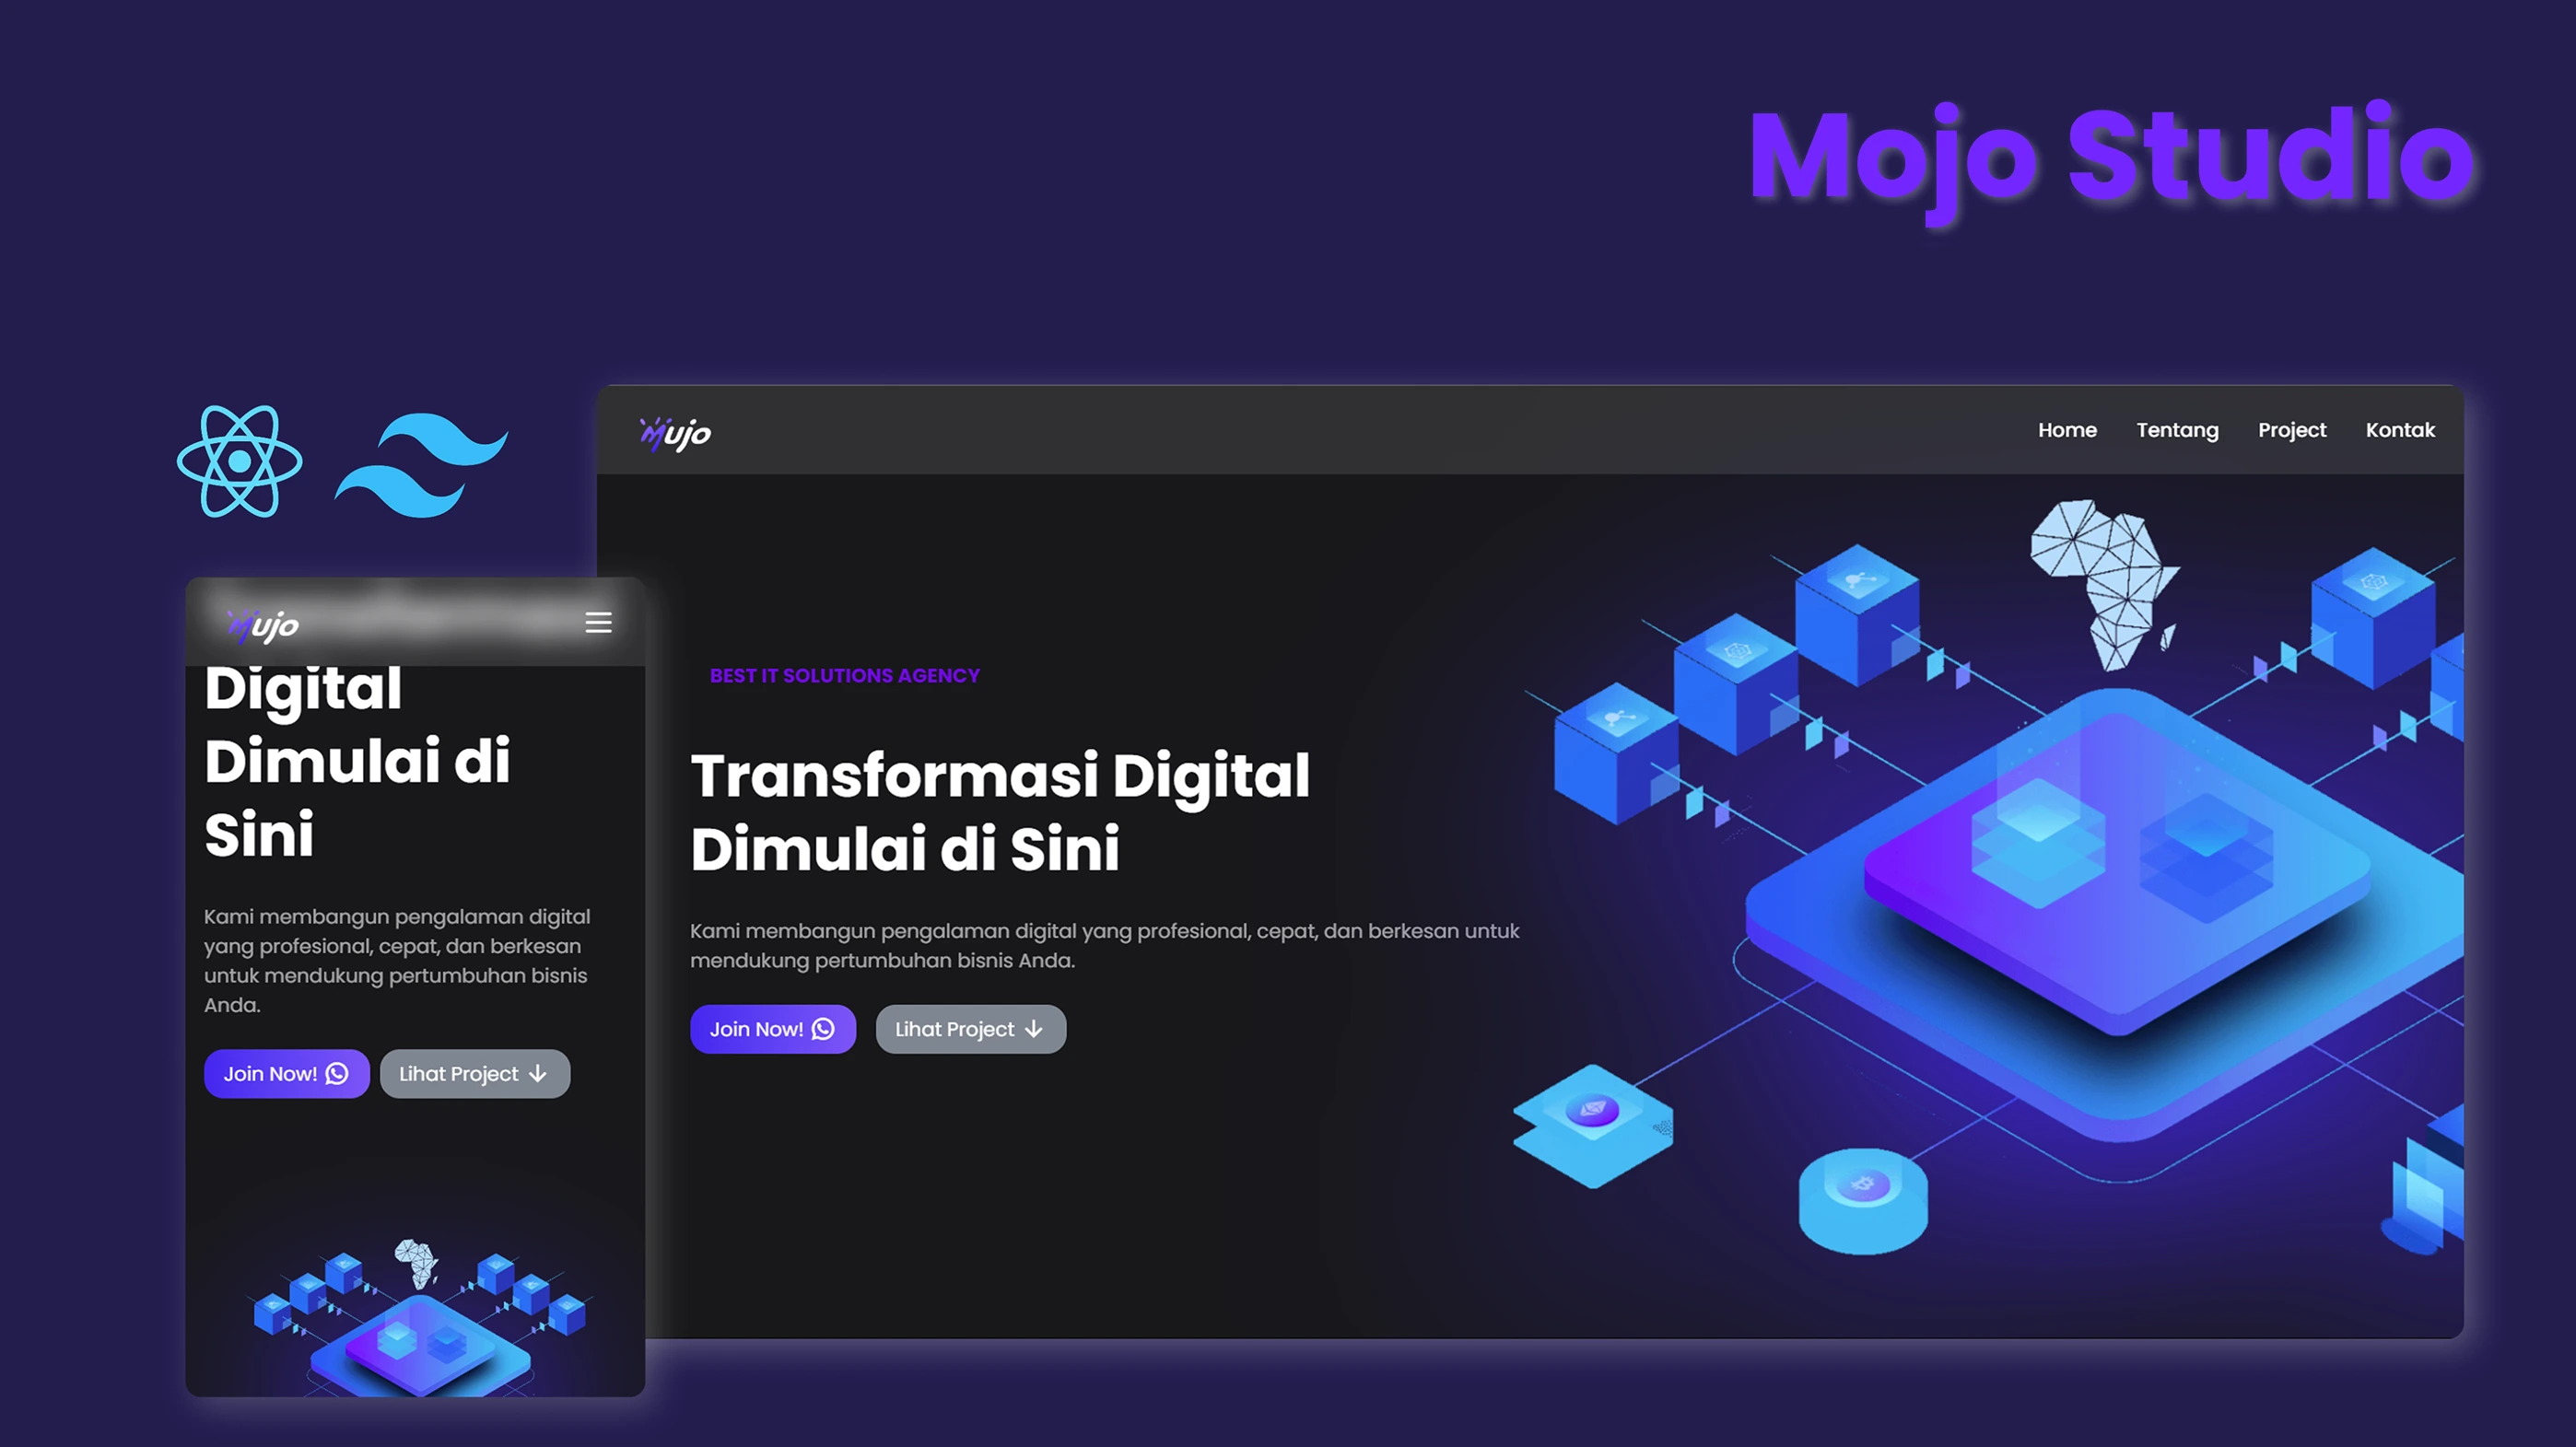 Mojo Studio
Mujo
Home Tentang Project Kontak
BEST IT SOLUTIONS AGENCY
Transformasi Digital
Dimulai di Sini
Kami membangun pengalaman digital yang profesional, cepat, dan berkesan untuk
mendukung pertumbuhan bisnis Anda.
Join Now! Lihat Project
Mujo
Digital
Dimulai di
Sini
Kami membangun pengalaman digital
yang profesional, cepat, dan berkesan
untuk mendukung pertumbuhan bisnis
Anda.
Join Now! Lihat Project